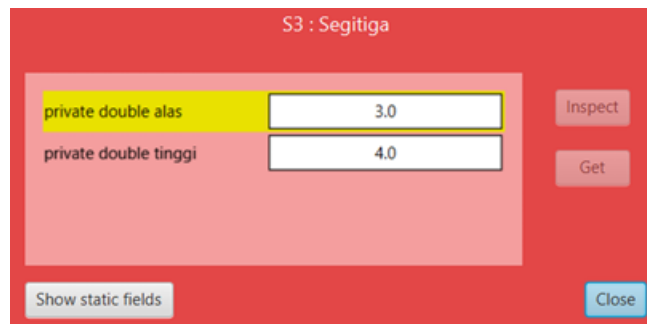 S3 : Segitiga
private double alas 3.0
Inspect
private double tinggi 4.0
Get
Show static fields
Close